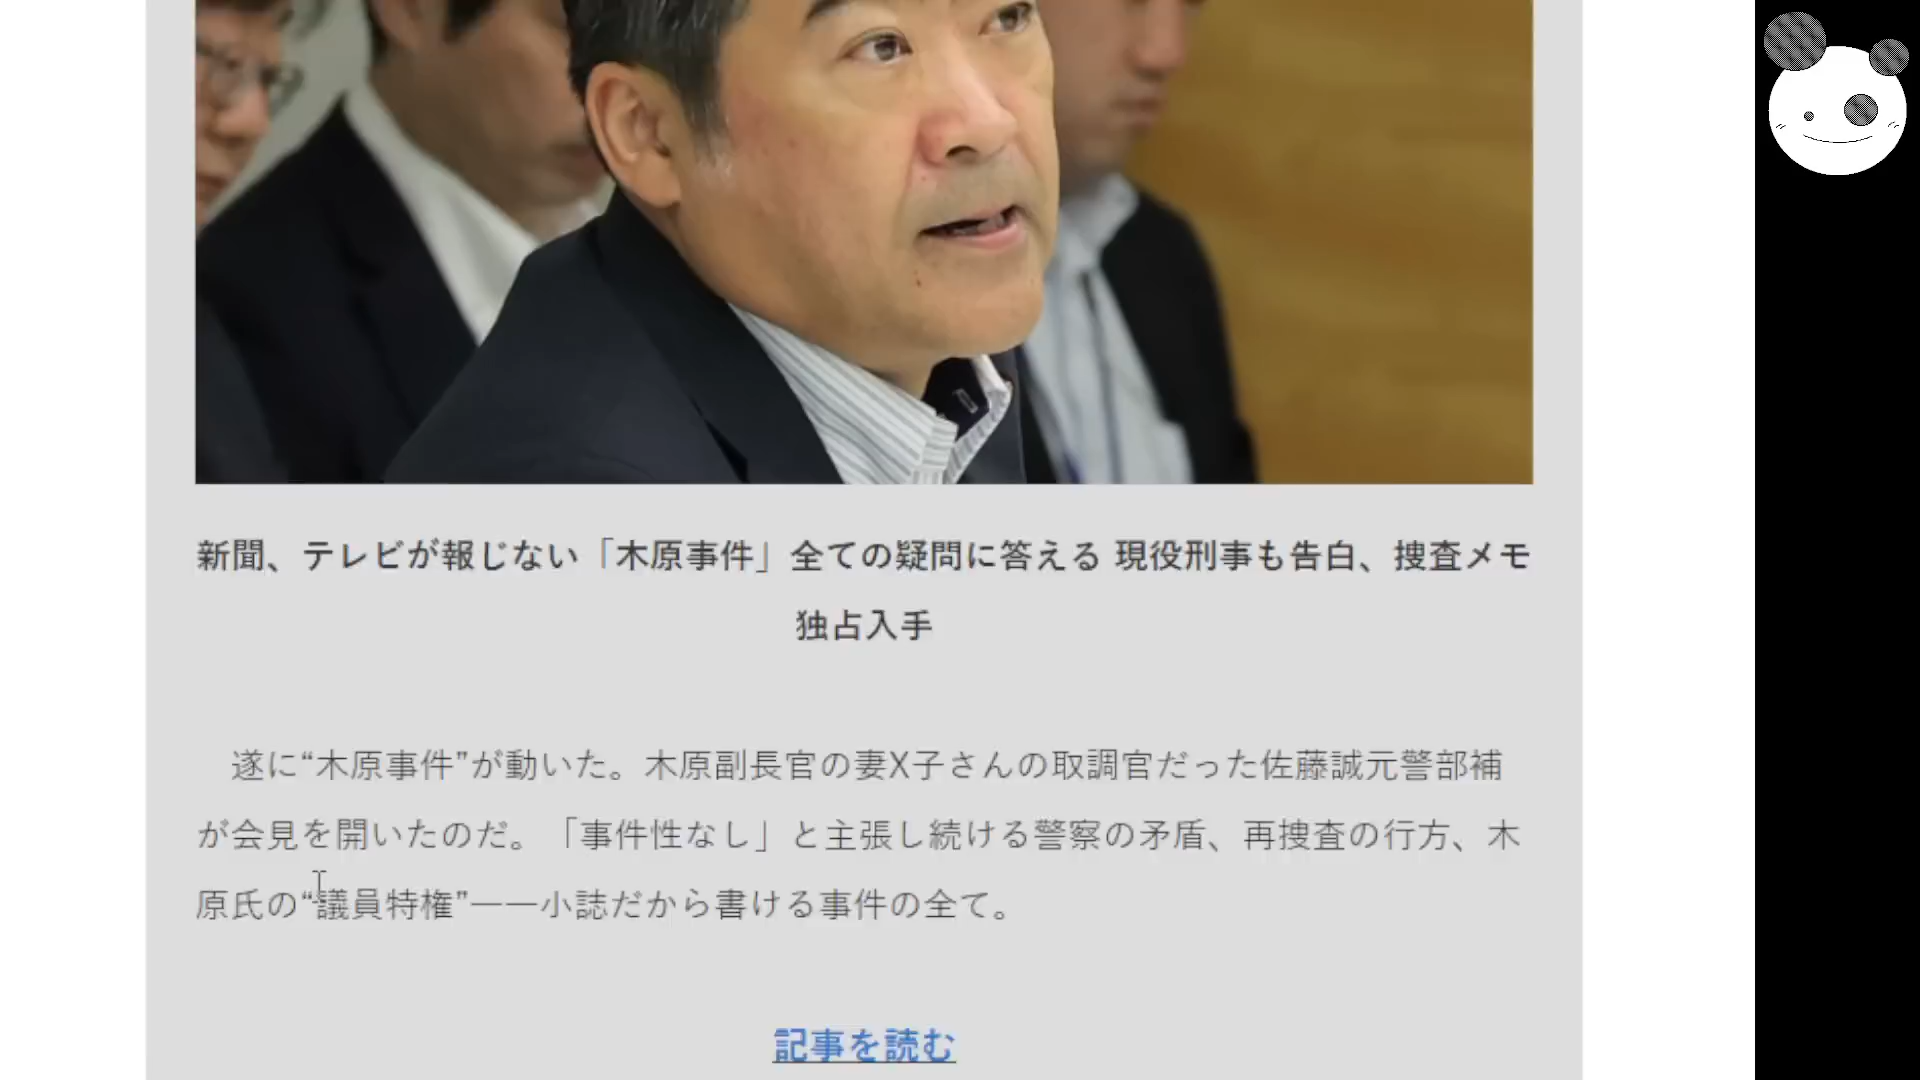 新聞、テレビが報じない「木原事件」全ての疑問に答える 現役刑事も告白、捜査メモ
独占入手
遂に“木原事件”が動いた。木原副長官の妻X子さんの取調官だった佐藤誠元警部補
が会見を開いたのだ。「事件性なし」と主張し続ける警察の矛盾、再捜査の行方、木
原氏の“議員特権”――小誌だから書ける事件の全て。
記事を読む